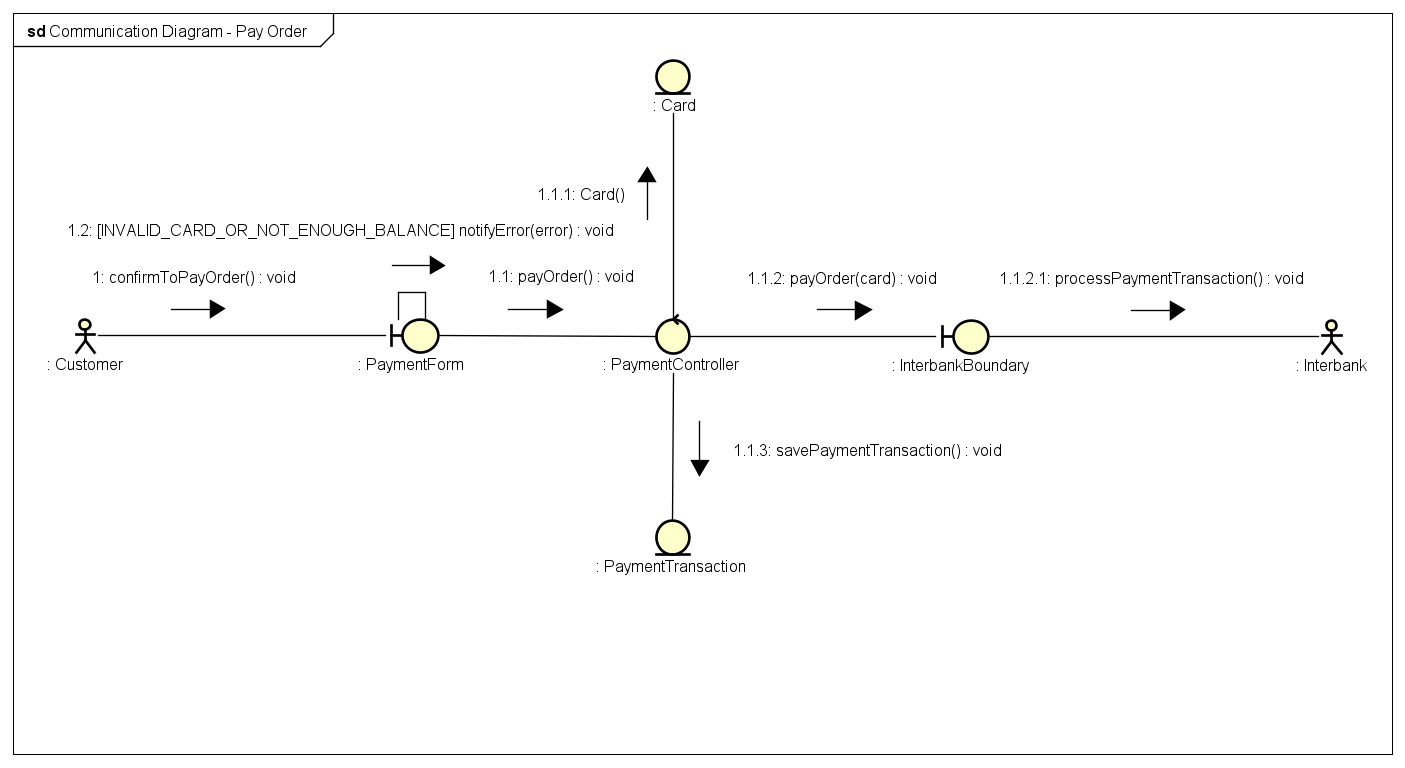 sd Communication Diagram - Pay Order
: Card
1.1.1: Card()
1.2: [INVALID_CARD_OR_NOT_ENOUGH_BALANCE] notifyError(error) : void
1: confirmToPayOrder() : void
1.1: payOrder() : void
1.1.2: payOrder(card) : void
1.1.2.1: processPaymentTransaction() : void
: Customer
: PaymentForm
: PaymentController
: InterbankBoundary
: Interbank
1.1.3: savePaymentTransaction() : void
: PaymentTransaction